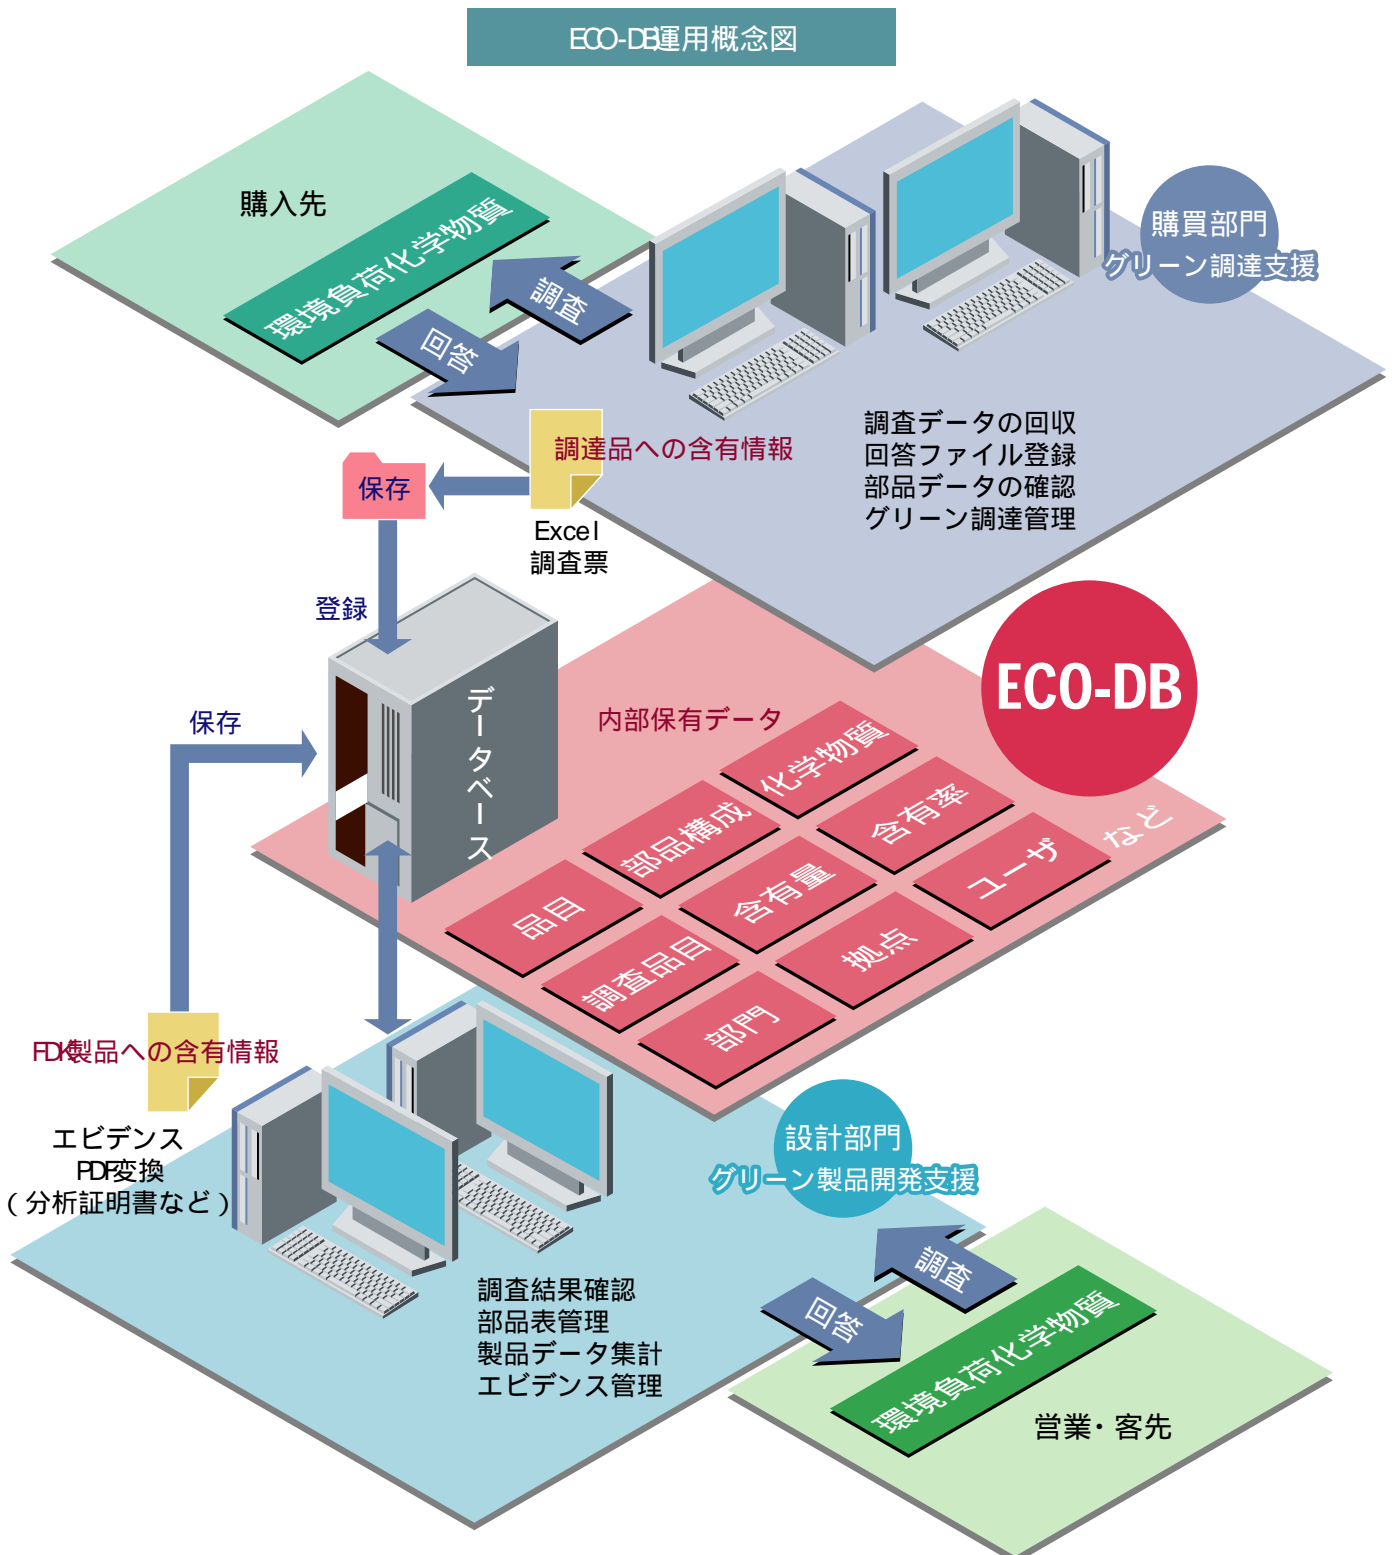 ECO-DB運用概念図
購入先
環境負荷化学物質
調査
回答
購買部門
グリーン調達支援
調査データの回収
回答ファイル登録
部品データの確認
グリーン調達管理
調達品への含有情報
保存
Excel
調査票
登録
データベース
保存
ECO-DB
内部保有データ
化学物質
部品構成
含有率
品目
含有量
ユーザ
など
調査品目
拠点
部門
FDK製品への含有情報
エビデンス
PDF変換
(分析証明書など)
設計部門
グリーン製品開発支援
調査結果確認
部品表管理
製品データ集計
エビデンス管理
調査
回答
環境負荷化学物質
営業・客先